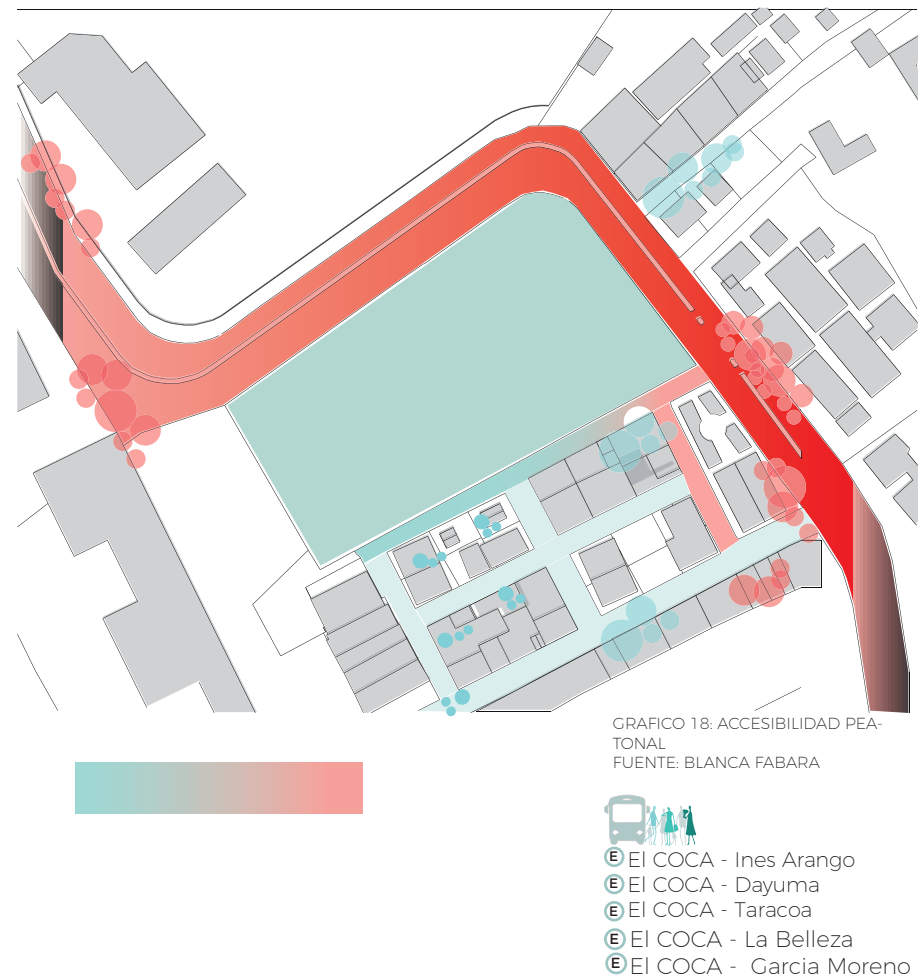 GRAFICO 18: ACCESIBILIDAD PEA-
TONAL
FUENTE: BLANCA FABARA
E El COCA - Ines Arango
E El COCA - Dayuma
E El COCA - Taracoa
E El COCA - La Belleza
E El COCA - Garcia Moreno